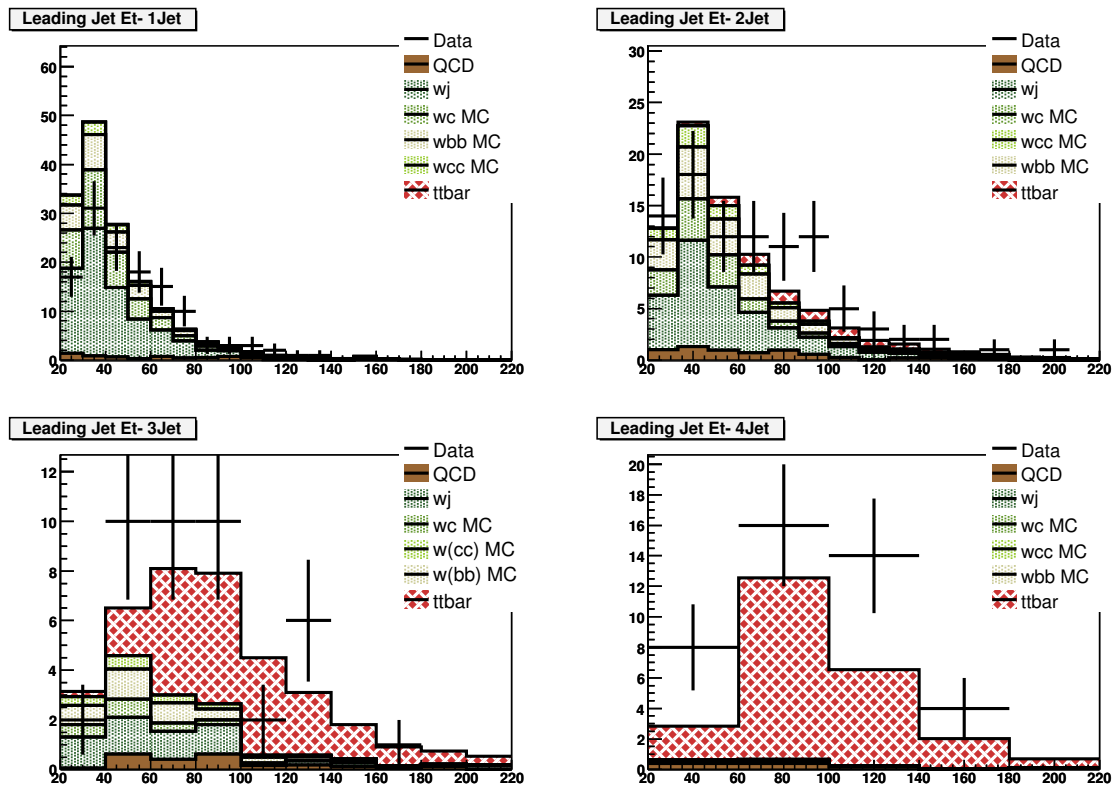 Leading Jet Et- 1Jet
Data
QCD
wj
wc MC
wbb MC
wcc MC
ttbar
60
50
40
30
20
10
0
20 40 60 80 100 120 140 160 180 200 220
Leading Jet Et- 2Jet
Data
QCD
wj
wc MC
wcc MC
wbb MC
ttbar
30
25
20
15
10
5
0
20 40 60 80 100 120 140 160 180 200 220
Leading Jet Et- 3Jet
Data
QCD
wj
wc MC
w(cc) MC
w(bb) MC
ttbar
12
10
8
6
4
2
0
20 40 60 80 100 120 140 160 180 200 220
Leading Jet Et- 4Jet
Data
QCD
wj
wc MC
wcc MC
wbb MC
ttbar
20
18
16
14
12
10
8
6
4
2
0
20 40 60 80 100 120 140 160 180 200 220